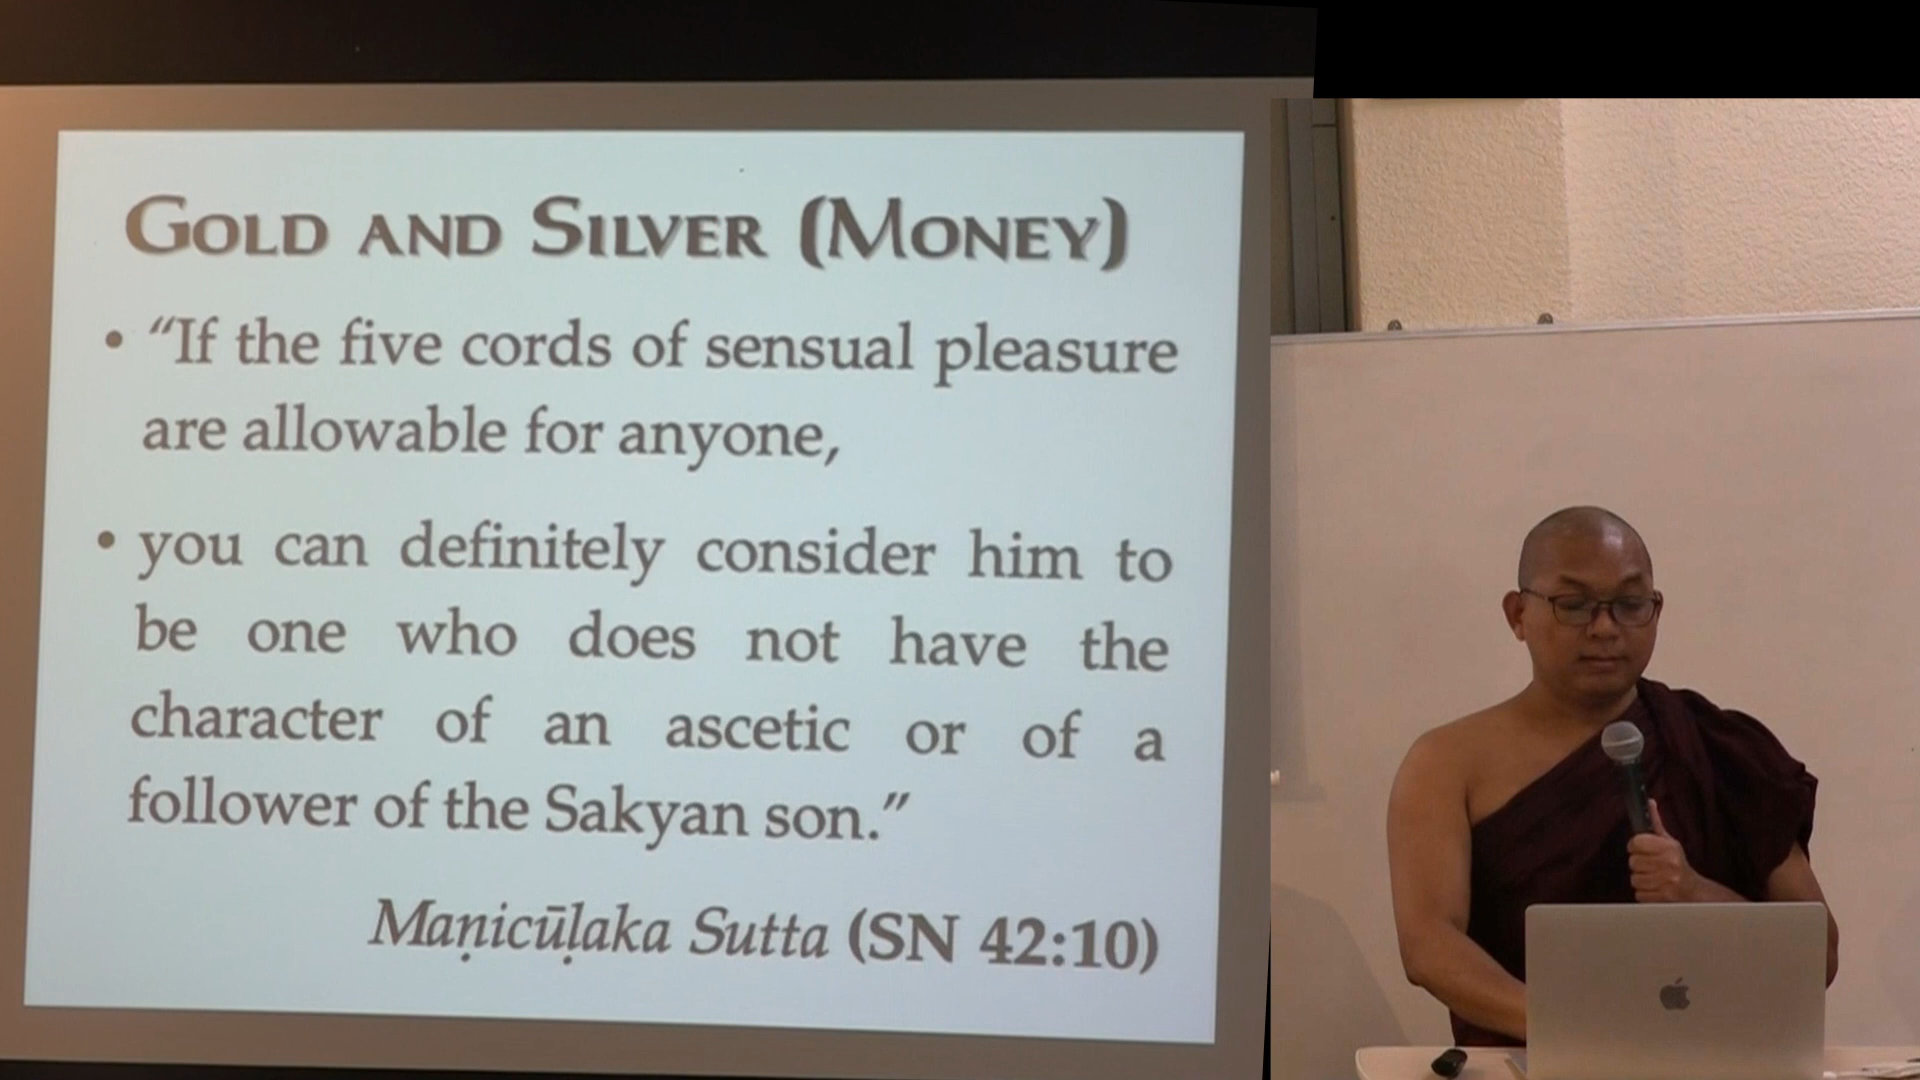 GOLD AND SILVER (MONEY)
• “If the five cords of sensual pleasure
are allowable for anyone,
• you can definitely consider him to
be one who does not have the
character of an ascetic or of a
follower of the Sakyan son.”
Maṇicūḷaka Sutta (SN 42:10)